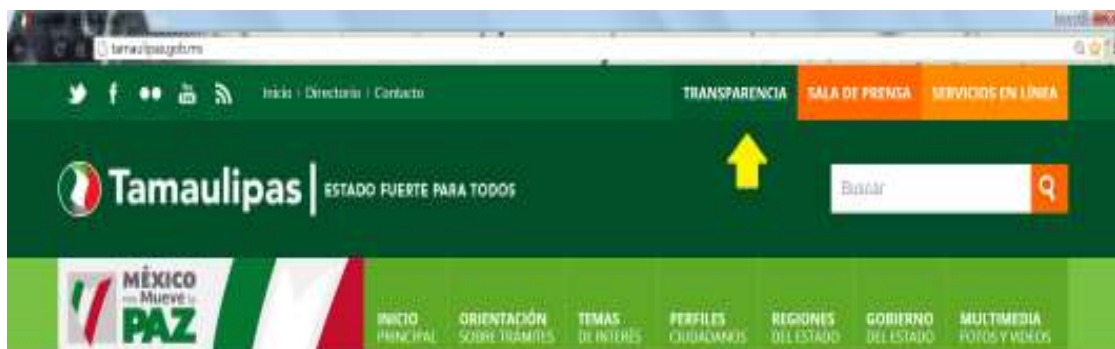 tamaulipas.gob.mx
Inicio | Directorio | Contacto
TRANSPARENCIA
SALA DE PRENSA
SERVICIOS EN LÍNEA
Tamaulipas | ESTADO FUERTE PARA TODOS
Buscar
MÉXICO
nos Mueve la
PAZ
INICIO
PRINCIPAL
ORIENTACIÓN
SOBRE TRÁMITES
TEMAS
DE INTERÉS
PERFILES
CIUDADANOS
REGIONES
DEL ESTADO
GOBIERNO
DEL ESTADO
MULTIMEDIA
FOTOS Y VIDEOS